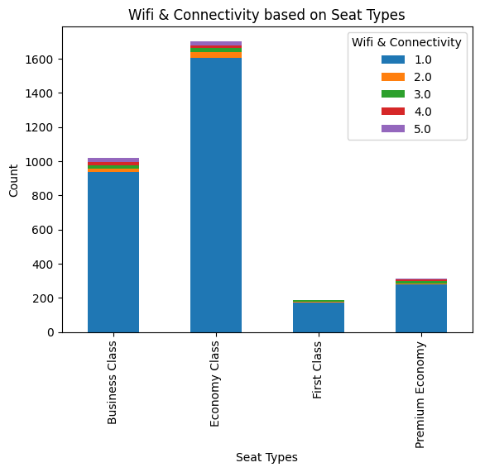 Wifi & Connectivity based on Seat Types
Wifi & Connectivity
1.0
2.0
3.0
4.0
5.0
Count
1600
1400
1200
1000
800
600
400
200
0
Business Class
Economy Class
First Class
Premium Economy
Seat Types